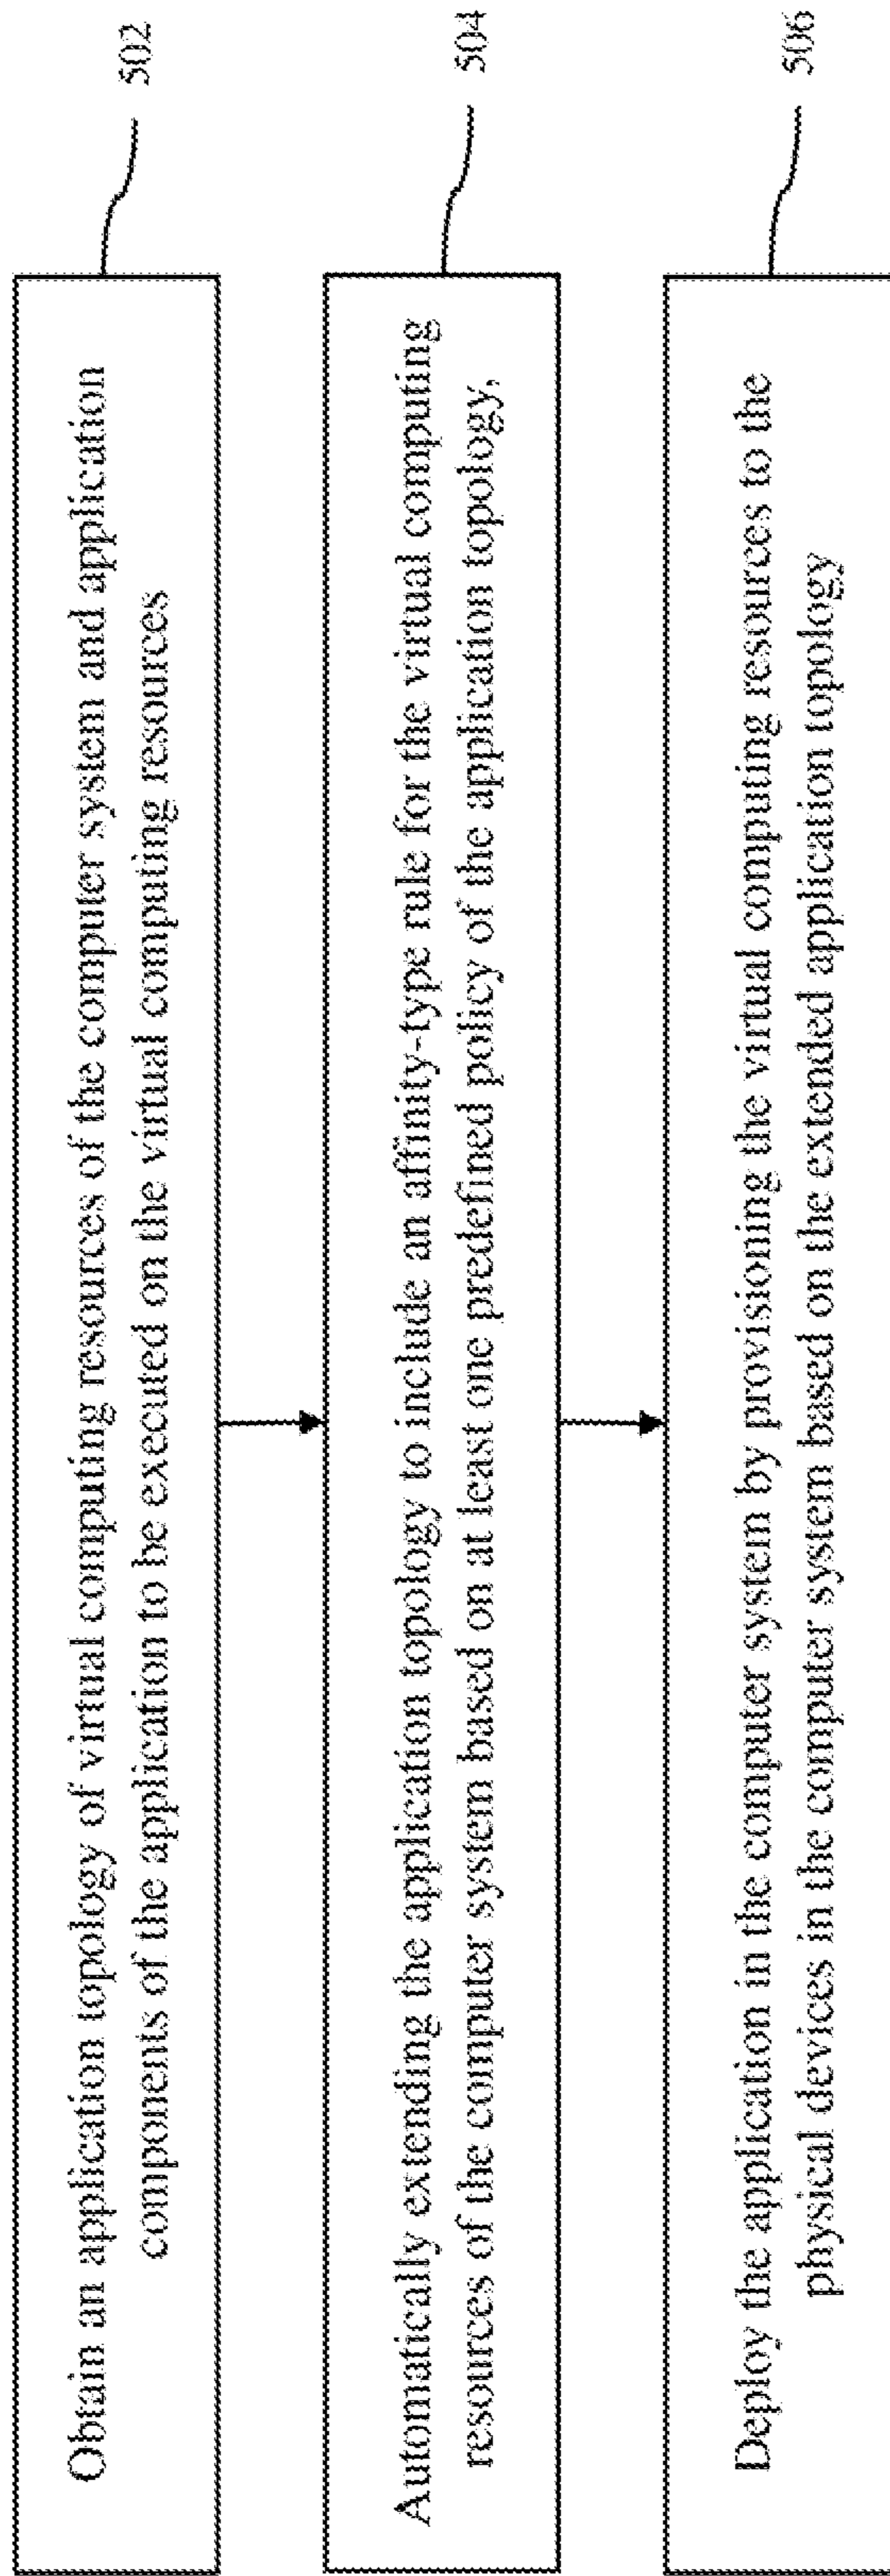 Obtain an application topology of virtual computing resources of the computer system and application
components of the application to be executed on the virtual computing resources
502
Automatically extending the application topology to include an affinity-type rule for the virtual computing
resources of the computer system based on at least one predefined policy of the application topology,
504
Deploy the application in the computer system by provisioning the virtual computing resources to the
physical devices in the computer system based on the extended application topology
506